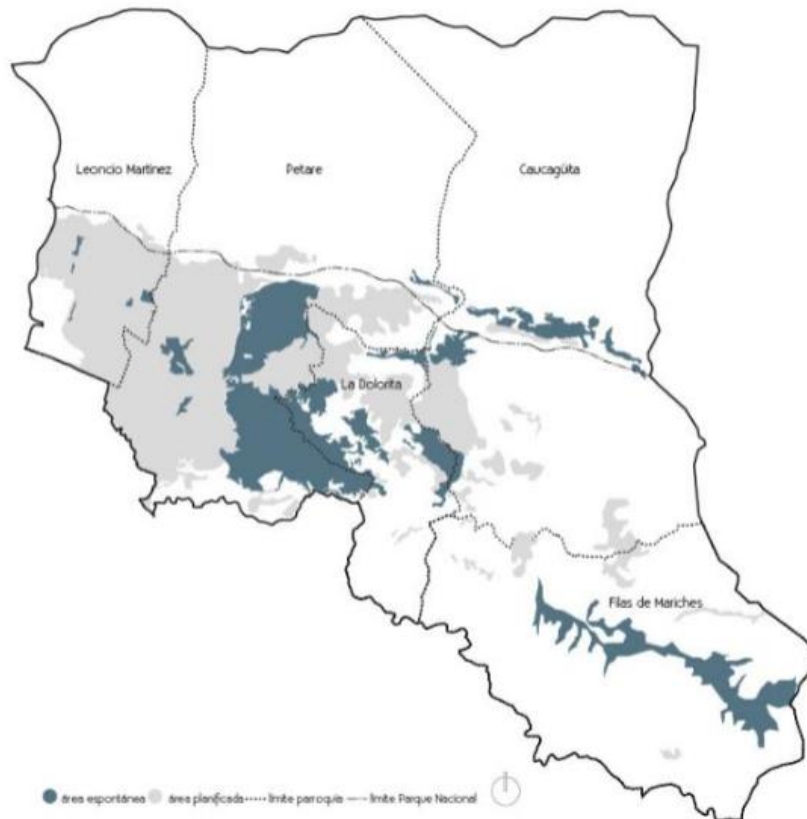 Leoncio Martínez
Petare
Caucagüita
La Dolorita
Filas de Mariches
área espontánea área planificada límite parroquia límite Parque Nacional